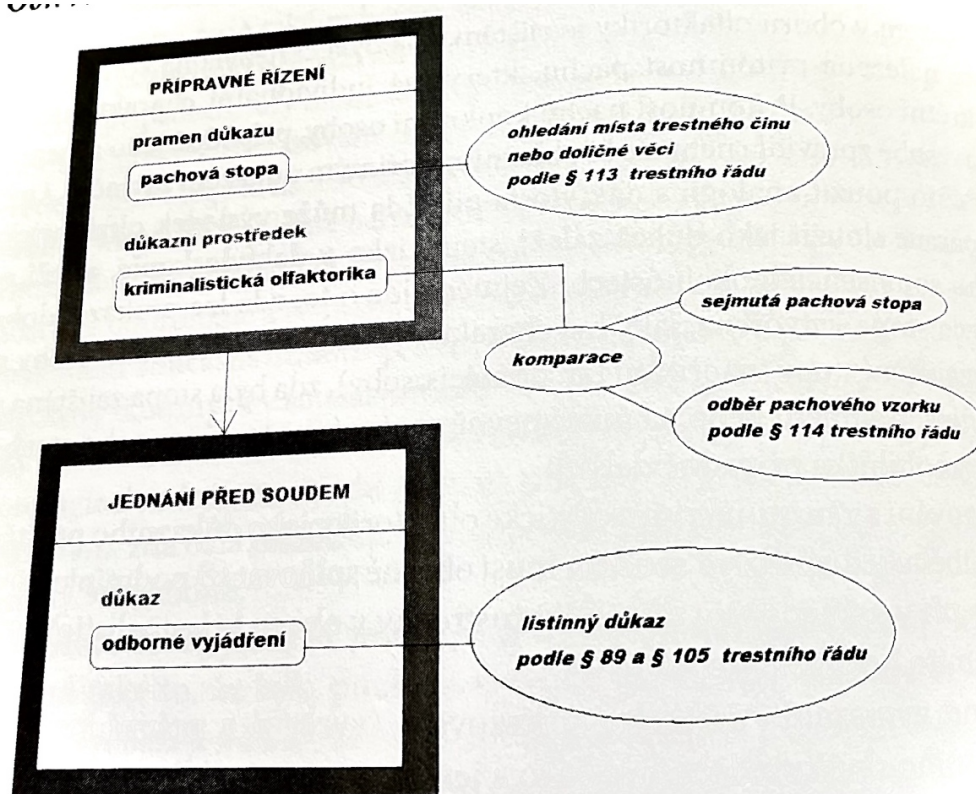 PŘÍPRAVNÉ ŘÍZENÍ
pramen důkazu
pachová stopa
důkazní prostředek
kriminalistická olfaktorika
ohledání místa trestného činu
nebo doličné věci
podle § 113 trestního řádu
sejmutá pachová stopa
komparace
odběr pachového vzorku
podle § 114 trestního řádu
JEDNÁNÍ PŘED SOUDEM
důkaz
odborné vyjádření
listinný důkaz
podle § 89 a § 105 trestního řádu